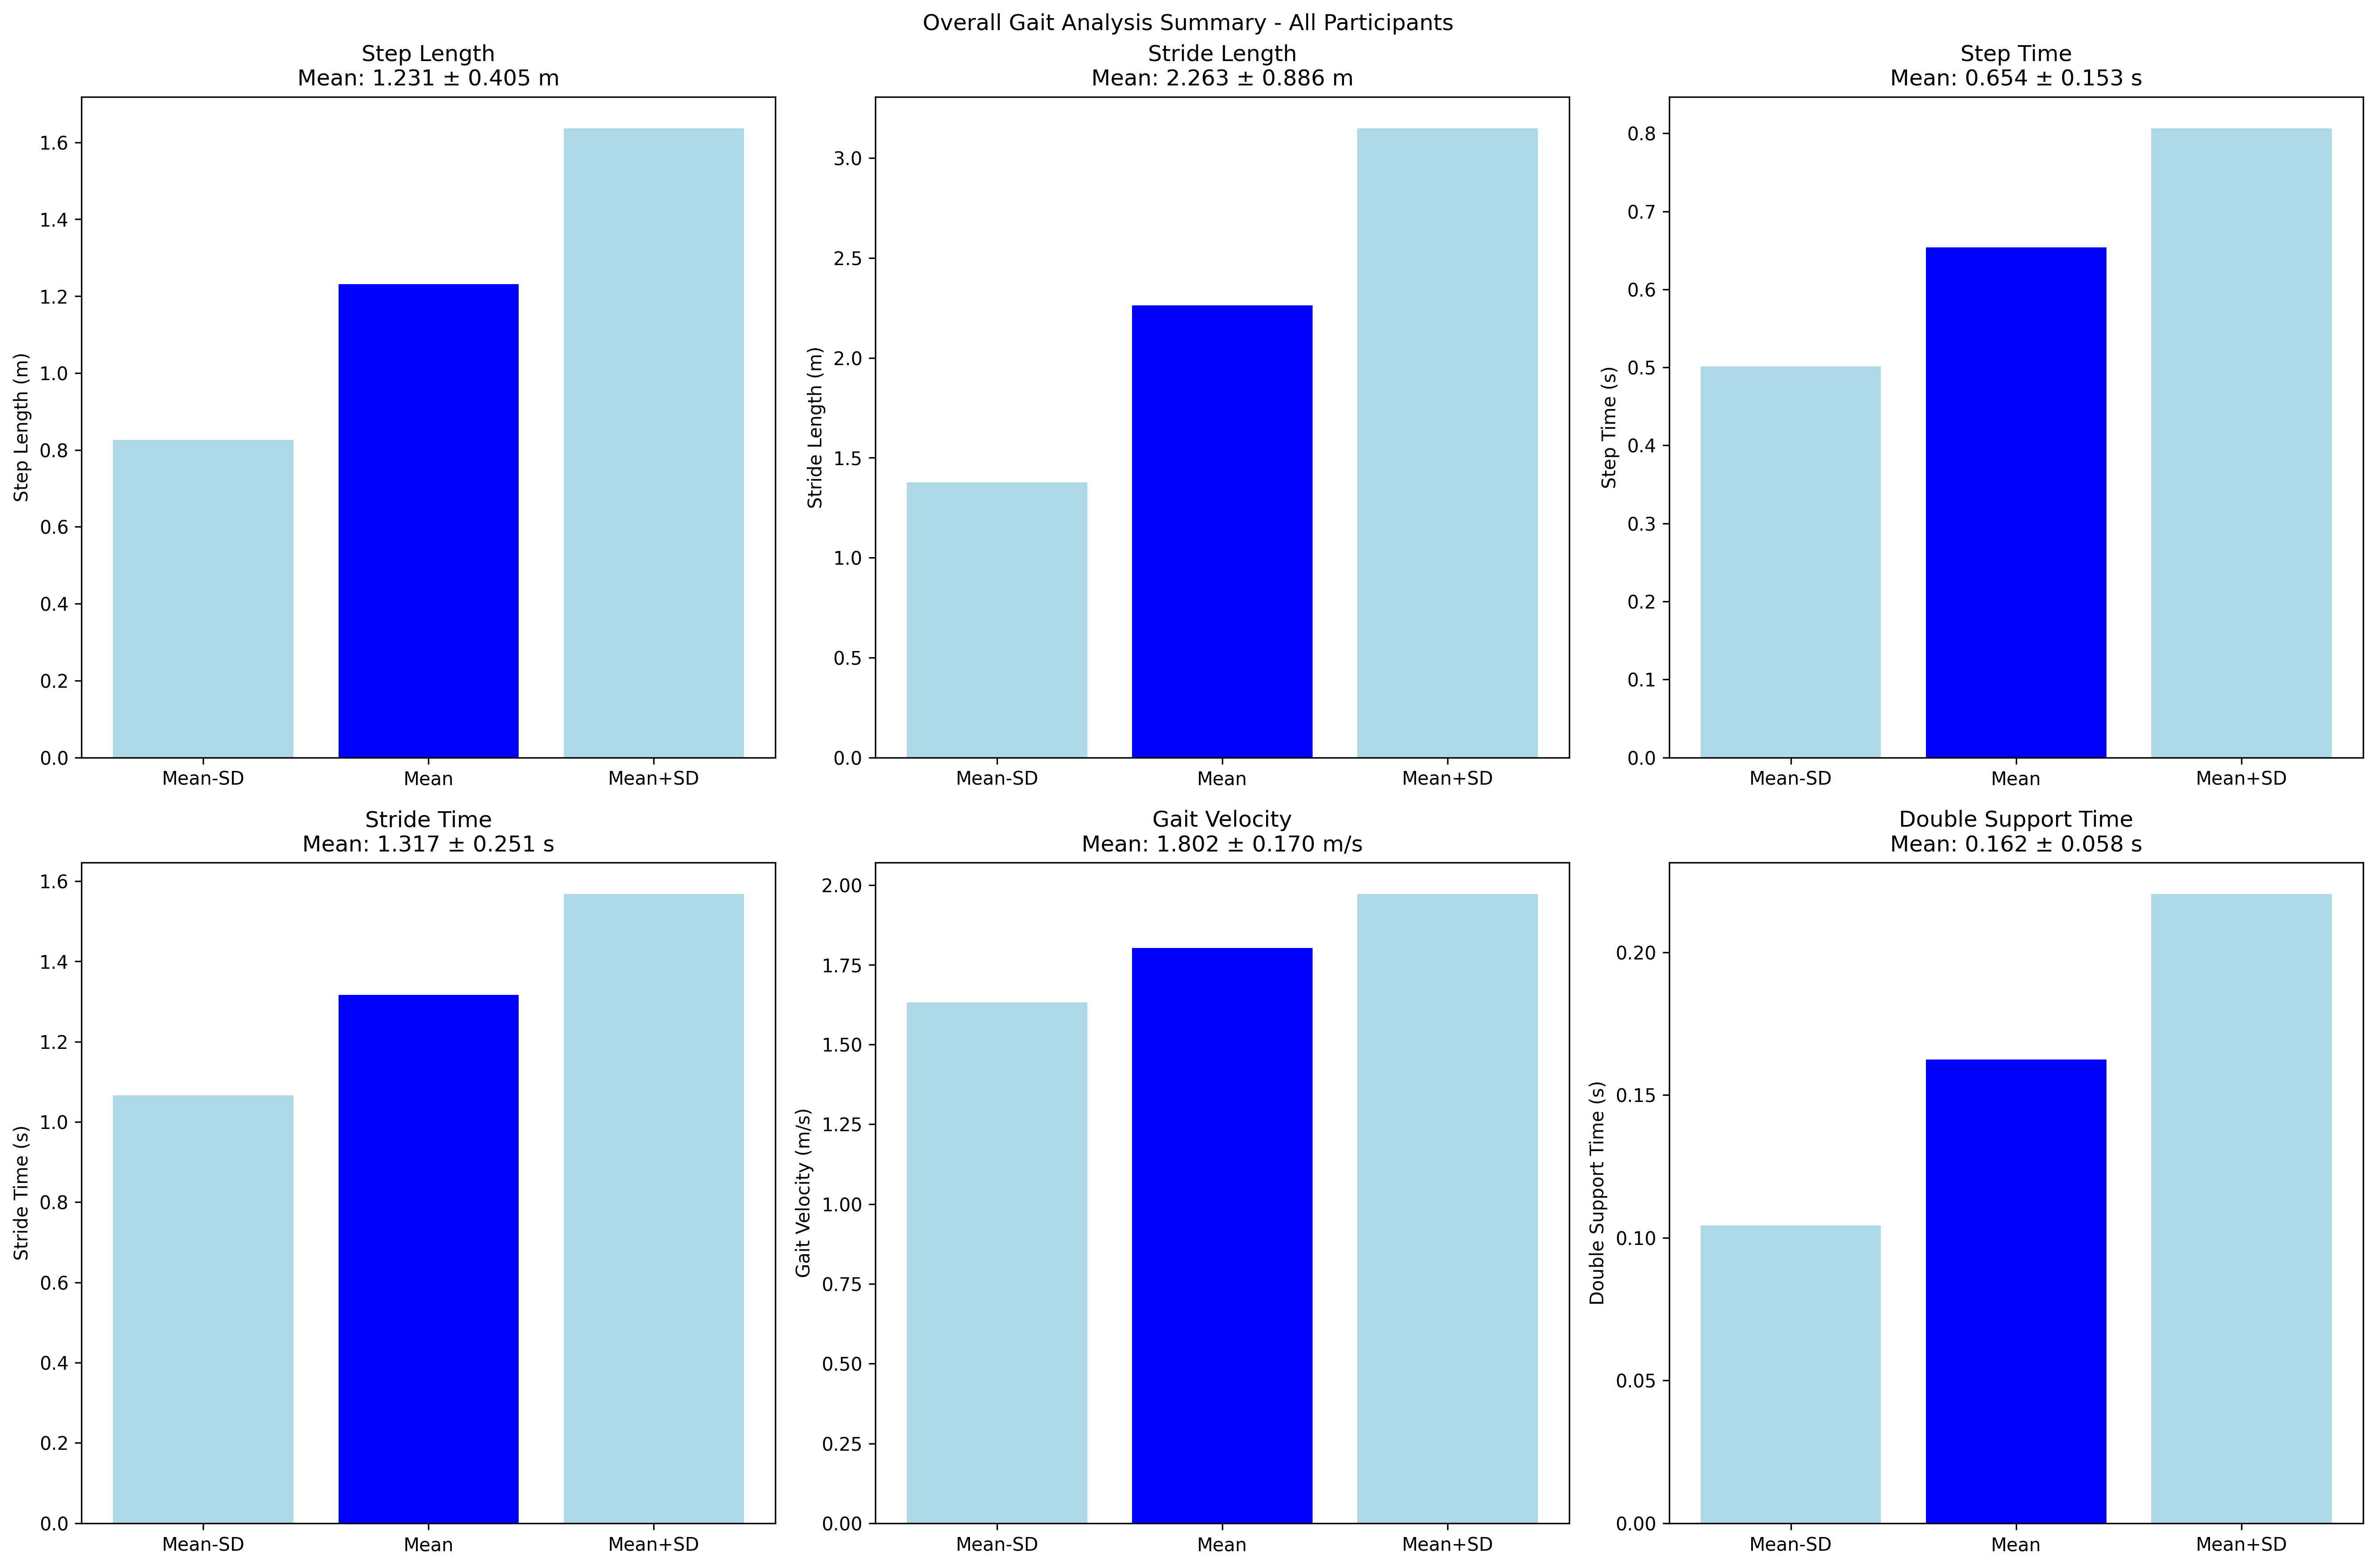 Overall Gait Analysis Summary - All Participants
Step Length
Mean: 1.231 ± 0.405 m
Step Length (m)
1.6
1.4
1.2
1.0
0.8
0.6
0.4
0.2
0.0
Mean-SD
Mean
Mean+SD
Stride Length
Mean: 2.263 ± 0.886 m
Stride Length (m)
3.0
2.5
2.0
1.5
1.0
0.5
0.0
Mean-SD
Mean
Mean+SD
Step Time
Mean: 0.654 ± 0.153 s
Step Time (s)
0.8
0.7
0.6
0.5
0.4
0.3
0.2
0.1
0.0
Mean-SD
Mean
Mean+SD
Stride Time
Mean: 1.317 ± 0.251 s
Stride Time (s)
1.6
1.4
1.2
1.0
0.8
0.6
0.4
0.2
0.0
Mean-SD
Mean
Mean+SD
Gait Velocity
Mean: 1.802 ± 0.170 m/s
Gait Velocity (m/s)
2.00
1.75
1.50
1.25
1.00
0.75
0.50
0.25
0.00
Mean-SD
Mean
Mean+SD
Double Support Time
Mean: 0.162 ± 0.058 s
Double Support Time (s)
0.20
0.15
0.10
0.05
0.00
Mean-SD
Mean
Mean+SD